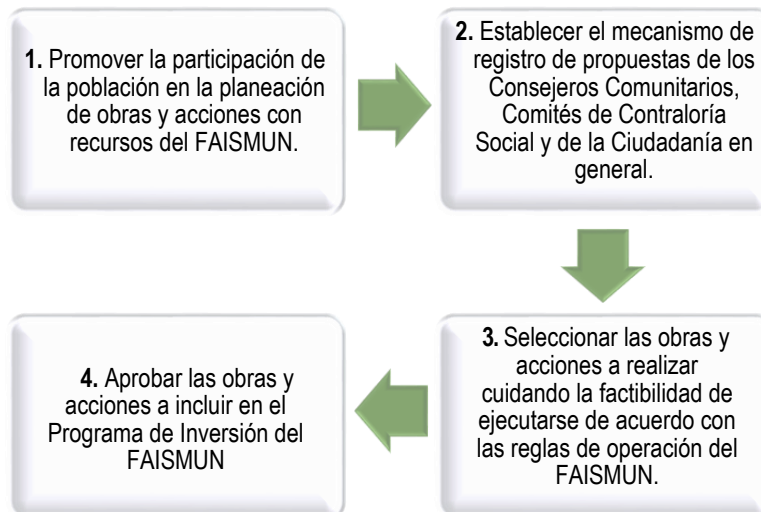 1. Promover la participación de
la población en la planeación
de obras y acciones con
recursos del FAISMUN.
2. Establecer el mecanismo de
registro de propuestas de los
Consejeros Comunitarios,
Comités de Contraloría
Social y de la Ciudadanía en
general.
3. Seleccionar las obras y
acciones a realizar
cuidando la factibilidad de
ejecutarse de acuerdo con
las reglas de operación del
FAISMUN.
4. Aprobar las obras y
acciones a incluir en el
Programa de Inversión del
FAISMUN